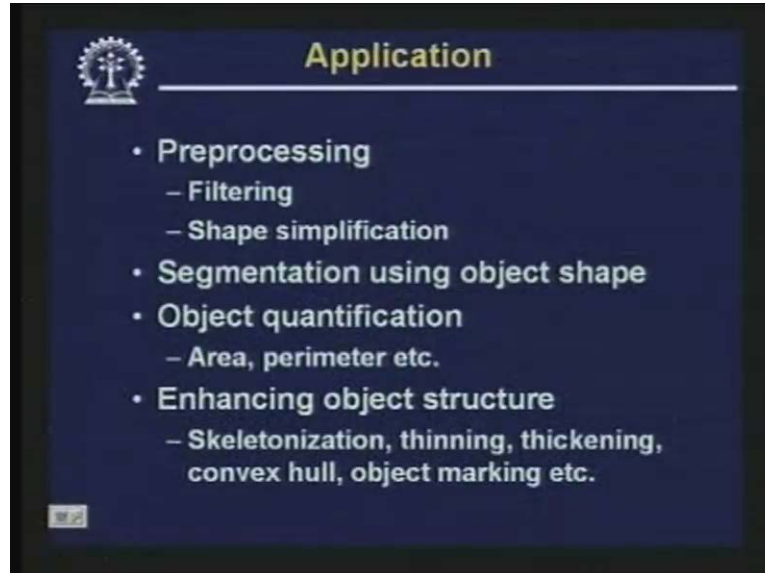 Application
• Preprocessing
– Filtering
– Shape simplification
• Segmentation using object shape
• Object quantification
– Area, perimeter etc.
• Enhancing object structure
– Skeletonization, thinning, thickening,
convex hull, object marking etc.